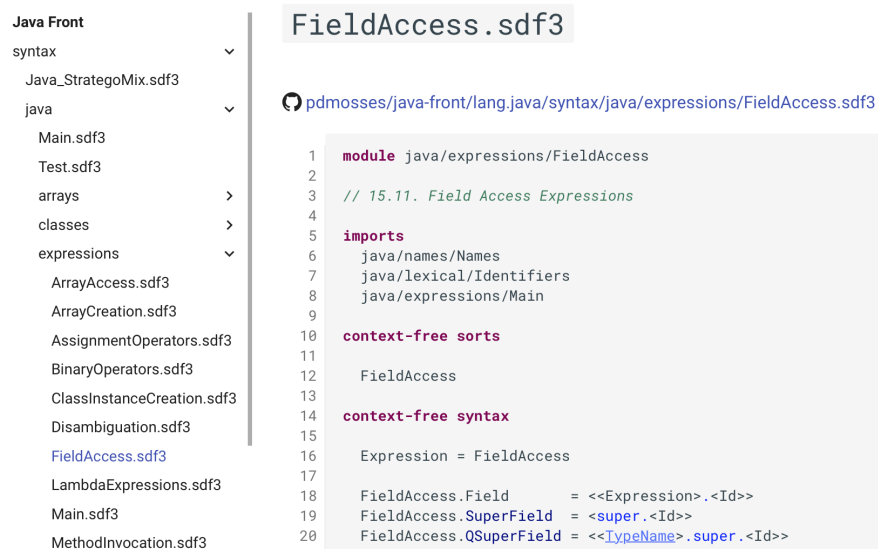 Java Front
syntax
Java_StrategoMix.sdf3
java
Main.sdf3
Test.sdf3
arrays
classes
expressions
ArrayAccess.sdf3
ArrayCreation.sdf3
AssignmentOperators.sdf3
BinaryOperators.sdf3
ClassInstanceCreation.sdf3
Disambiguation.sdf3
FieldAccess.sdf3
LambdaExpressions.sdf3
Main.sdf3
MethodInvocation.sdf3
FieldAccess.sdf3
pdmosses/java-front/lang.java/syntax/java/expressions/FieldAccess.sdf3
1 module java/expressions/FieldAccess
2
3 // 15.11. Field Access Expressions
4
5 imports
6   java/names/Names
7   java/lexical/Identifiers
8   java/expressions/Main
9
10 context-free sorts
11
12   FieldAccess
13
14 context-free syntax
15
16   Expression = FieldAccess
17
18   FieldAccess.Field       = <<Expression>.<Id>>
19   FieldAccess.SuperField  = <super.<Id>>
20   FieldAccess.QSuperField = <<TypeName>.super.<Id>>